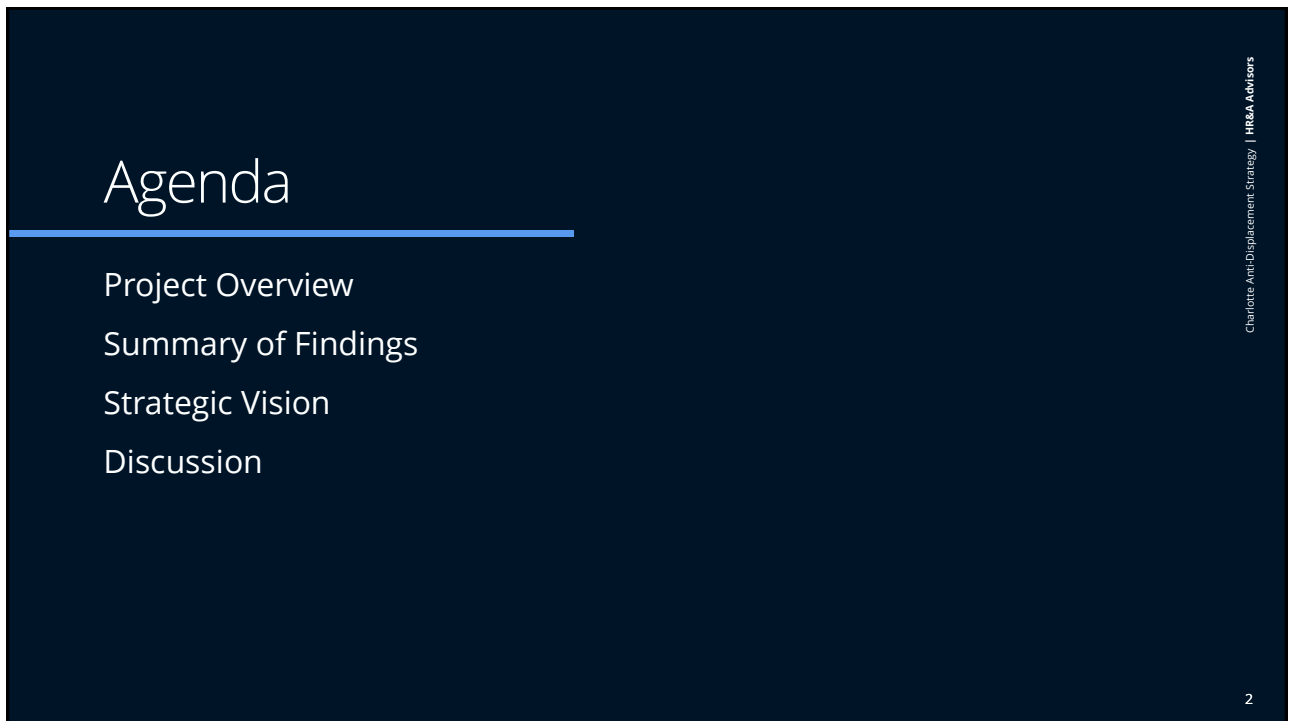 Agenda
Project Overview
Summary of Findings
Strategic Vision
Discussion
Charlotte Anti-Displacement Strategy | HR&A Advisors
2